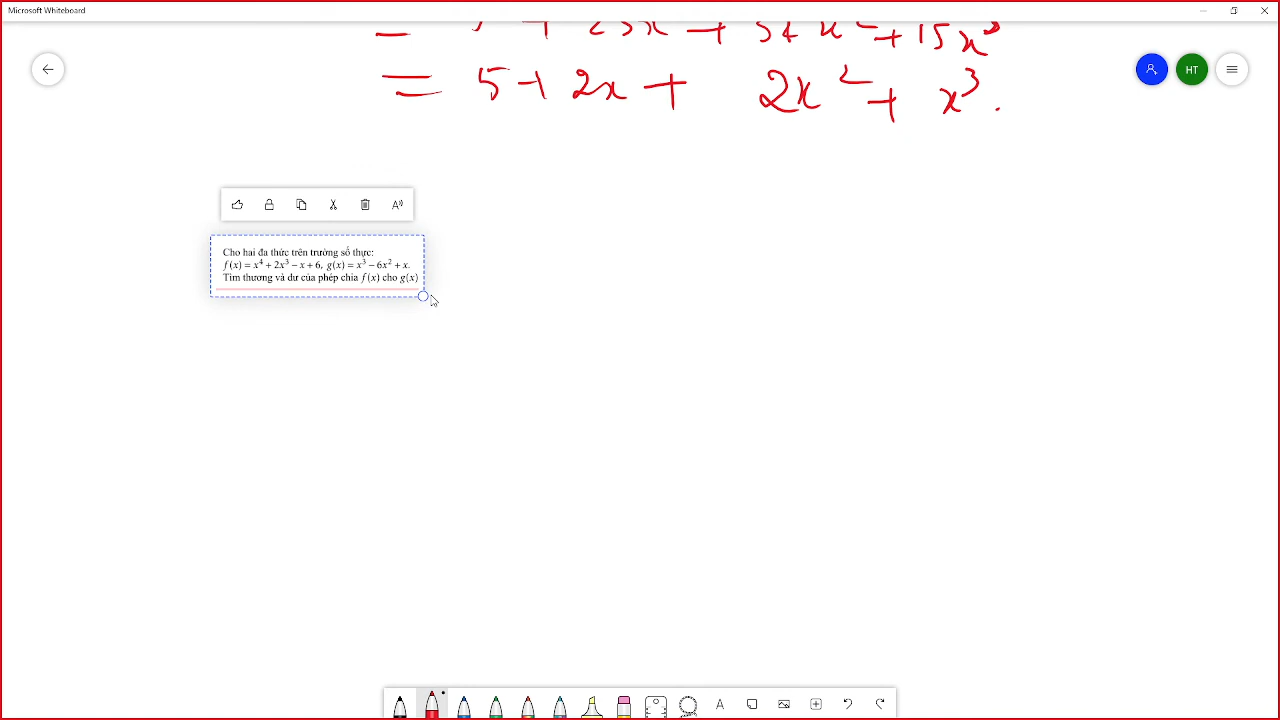 Microsoft Whiteboard
= 5 + 2x + 2x² + x³.
HT
Cho hai đa thức trên trường số thực:
f(x) = x⁴ + 2x³ − x + 6, g(x) = x³ − 6x² + x.
Tìm thương và dư của phép chia f(x) cho g(x)
A